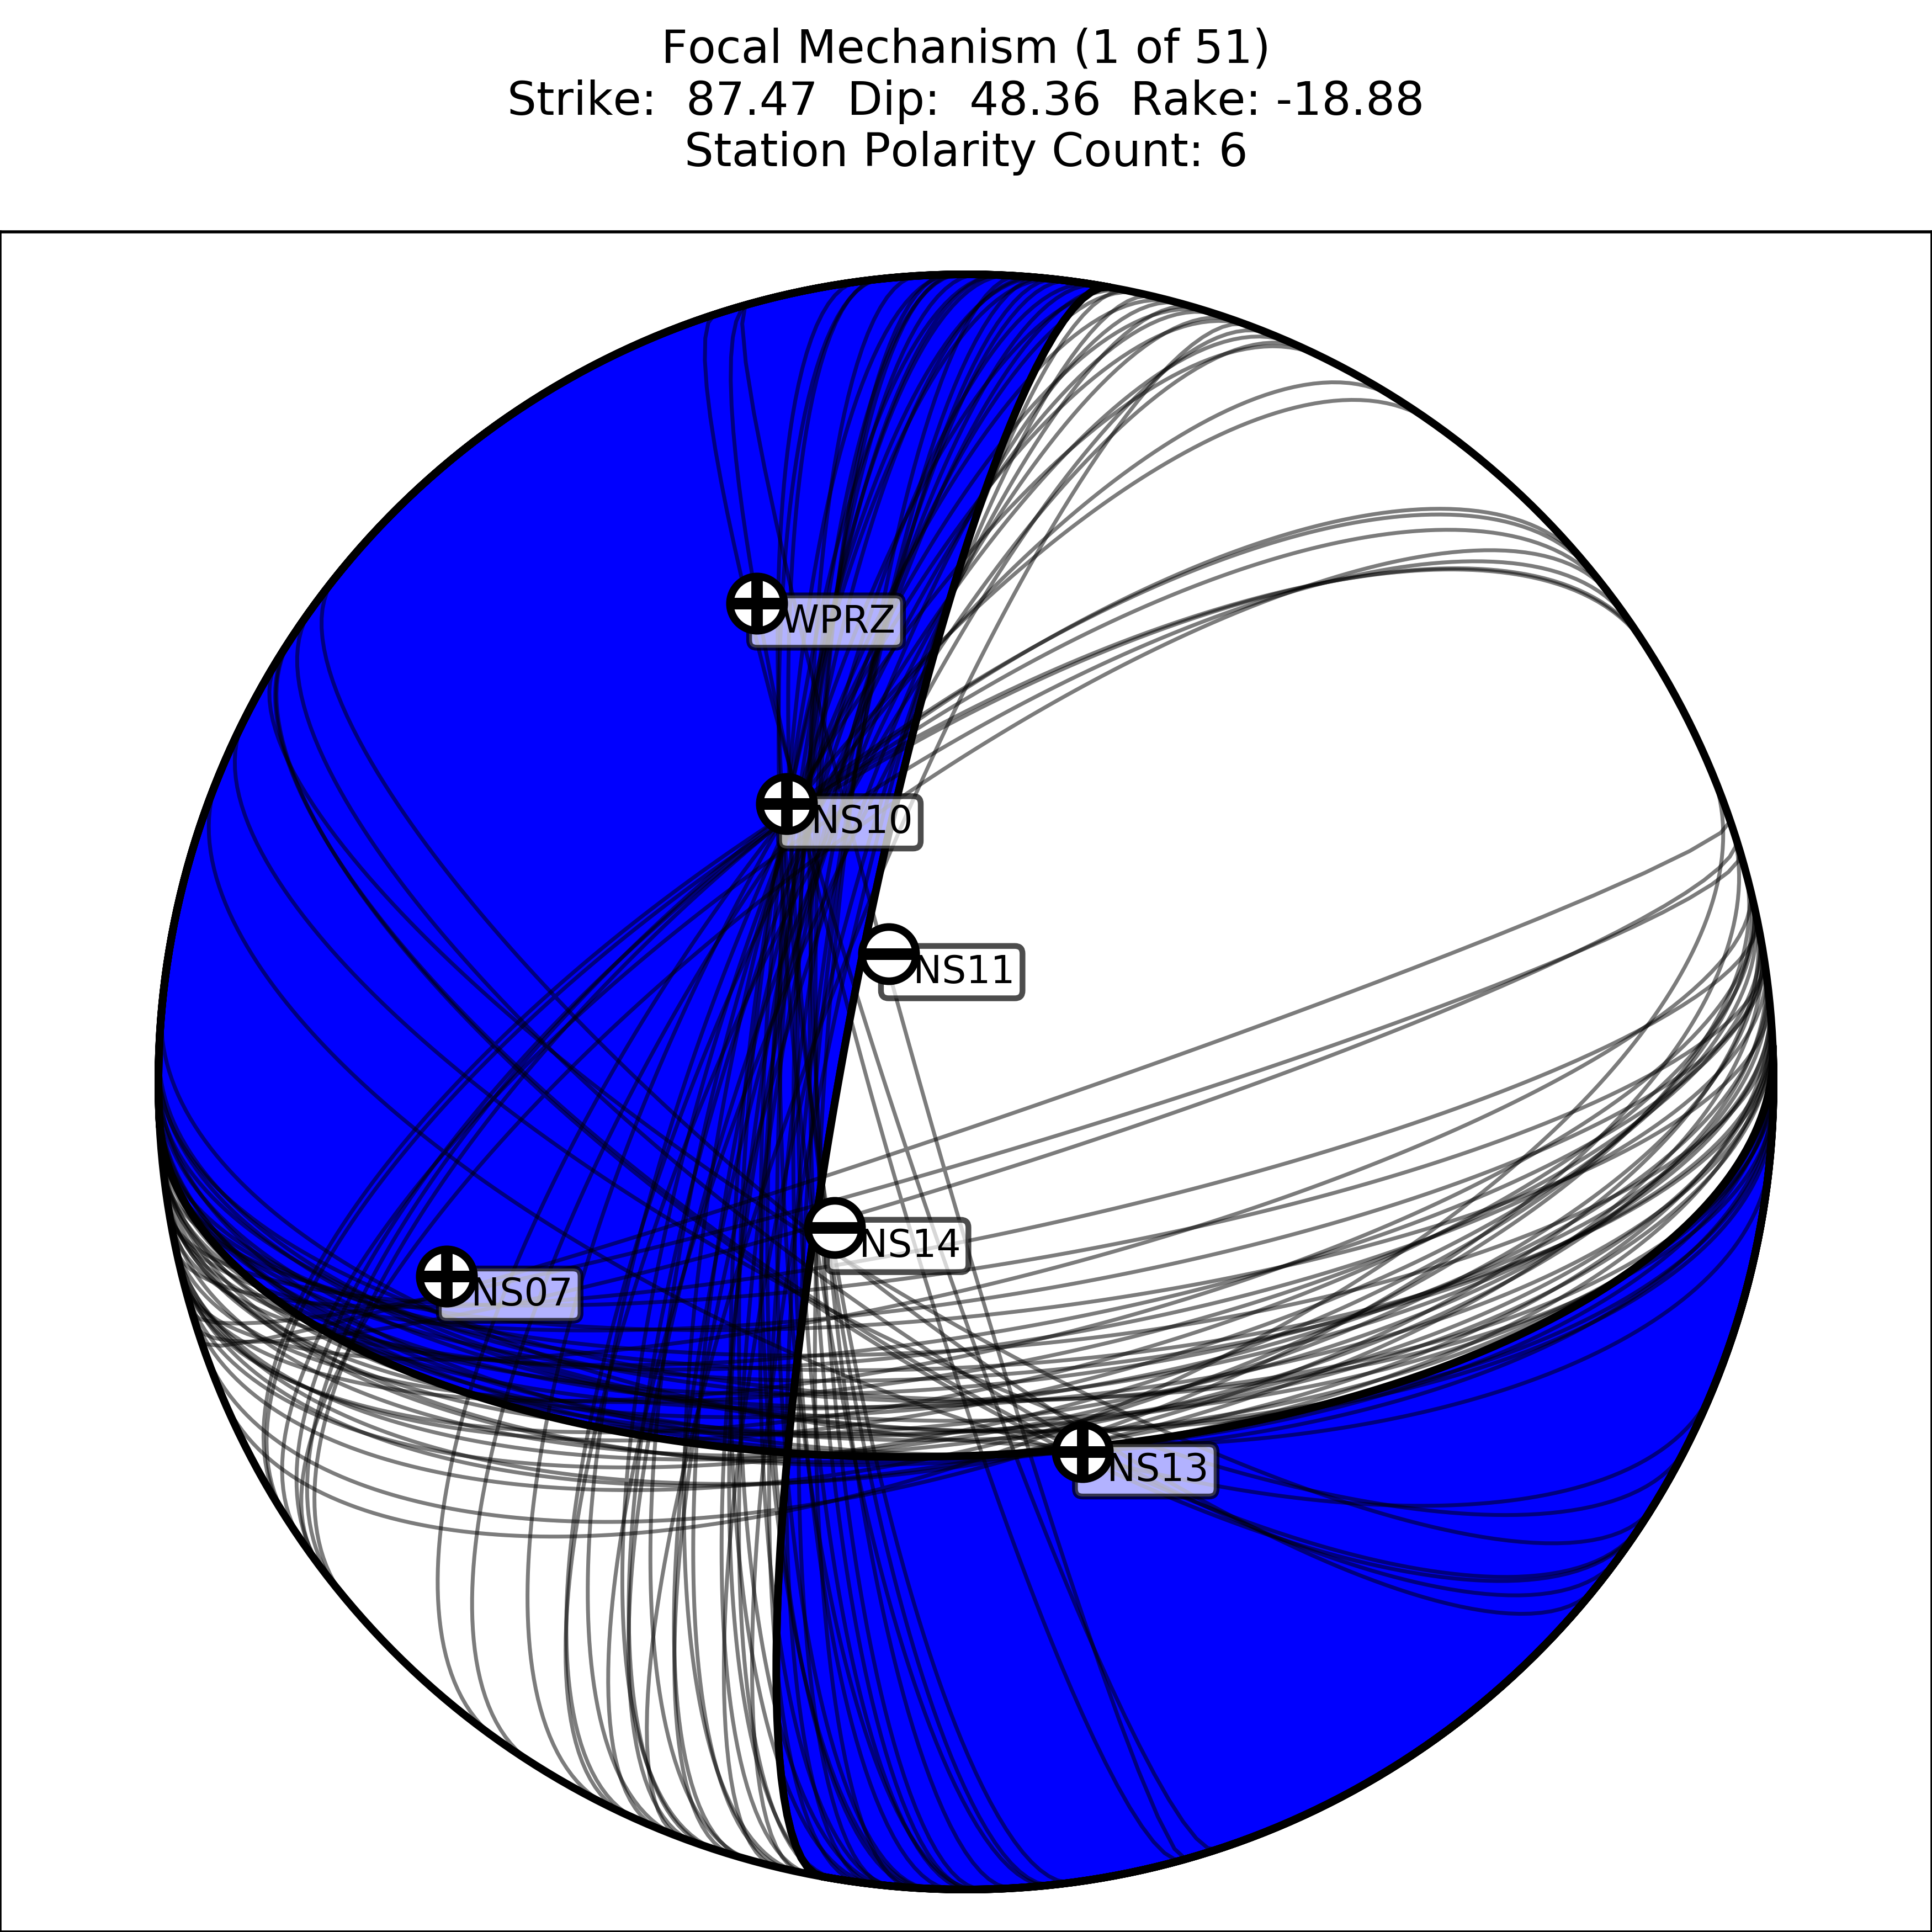 Focal Mechanism (1 of 51)
Strike:  87.47  Dip:  48.36  Rake: -18.88
Station Polarity Count: 6
WPRZ
NS10
NS11
NS14
NS07
NS13